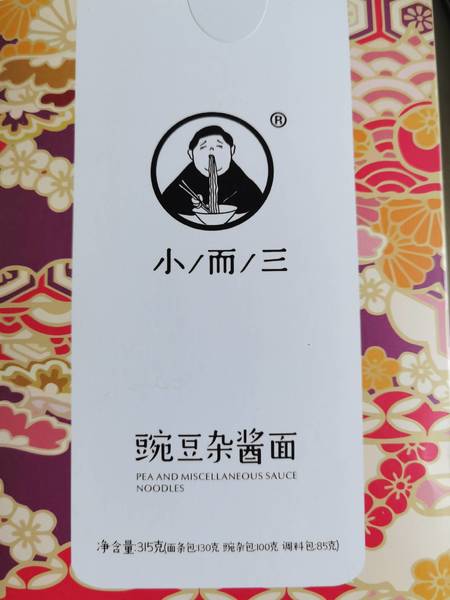 ®
小/而/三
豌豆杂酱面
PEA AND MISCELLANEOUS SAUCE
NOODLES
净含量:315克(面条包:130克 豌杂包:100克 调料包:85克)